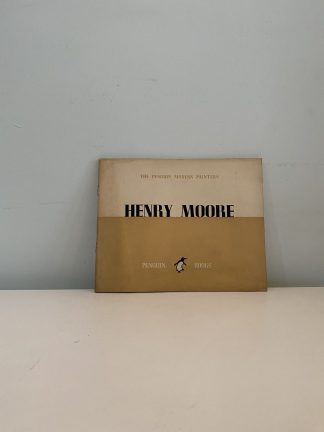 THE PENGUIN MODERN PAINTERS
HENRY MOORE
PENGUIN BOOKS